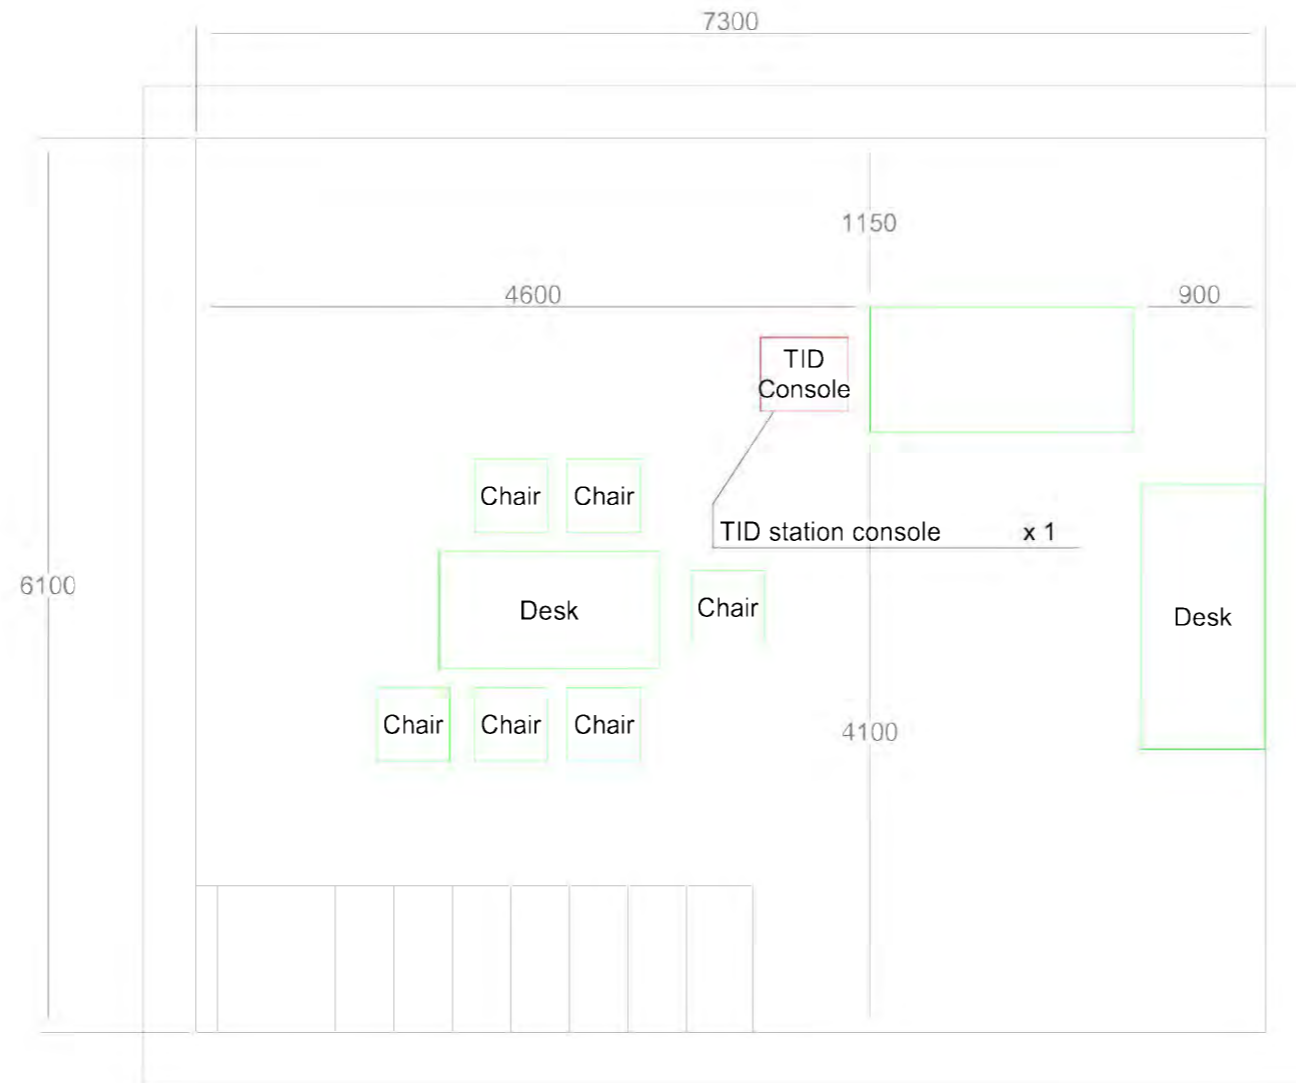 7300
1150
4600
900
TID
Console
Chair
Chair
TID station console x 1
6100
Desk
Chair
Desk
Chair
Chair
Chair
4100